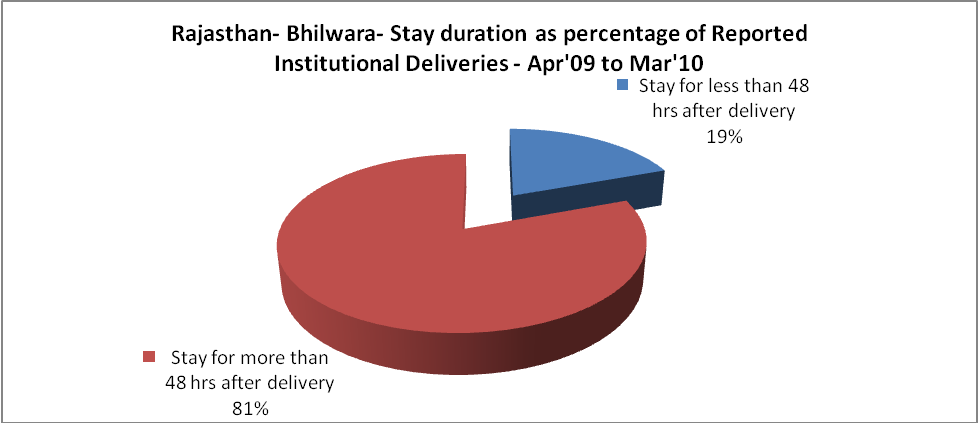 Rajasthan- Bhilwara- Stay duration as percentage of Reported
Institutional Deliveries - Apr'09 to Mar'10
Stay for less than 48
hrs after delivery
19%
Stay for more than
48 hrs after delivery
81%